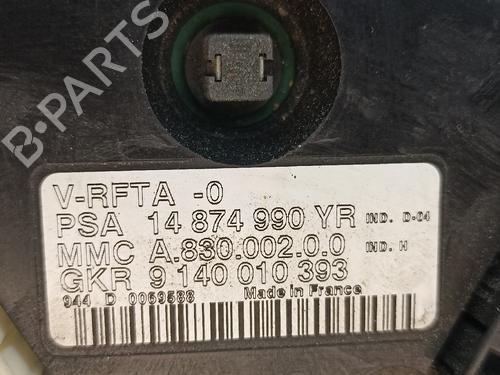 B-PARTS
V-RFTA -0
PSA 14 874 990 YR IND. D-04
MMC A.830.002.0.0 IND. H
GKR 9 140 010 393
944 D 0069588 Made in France